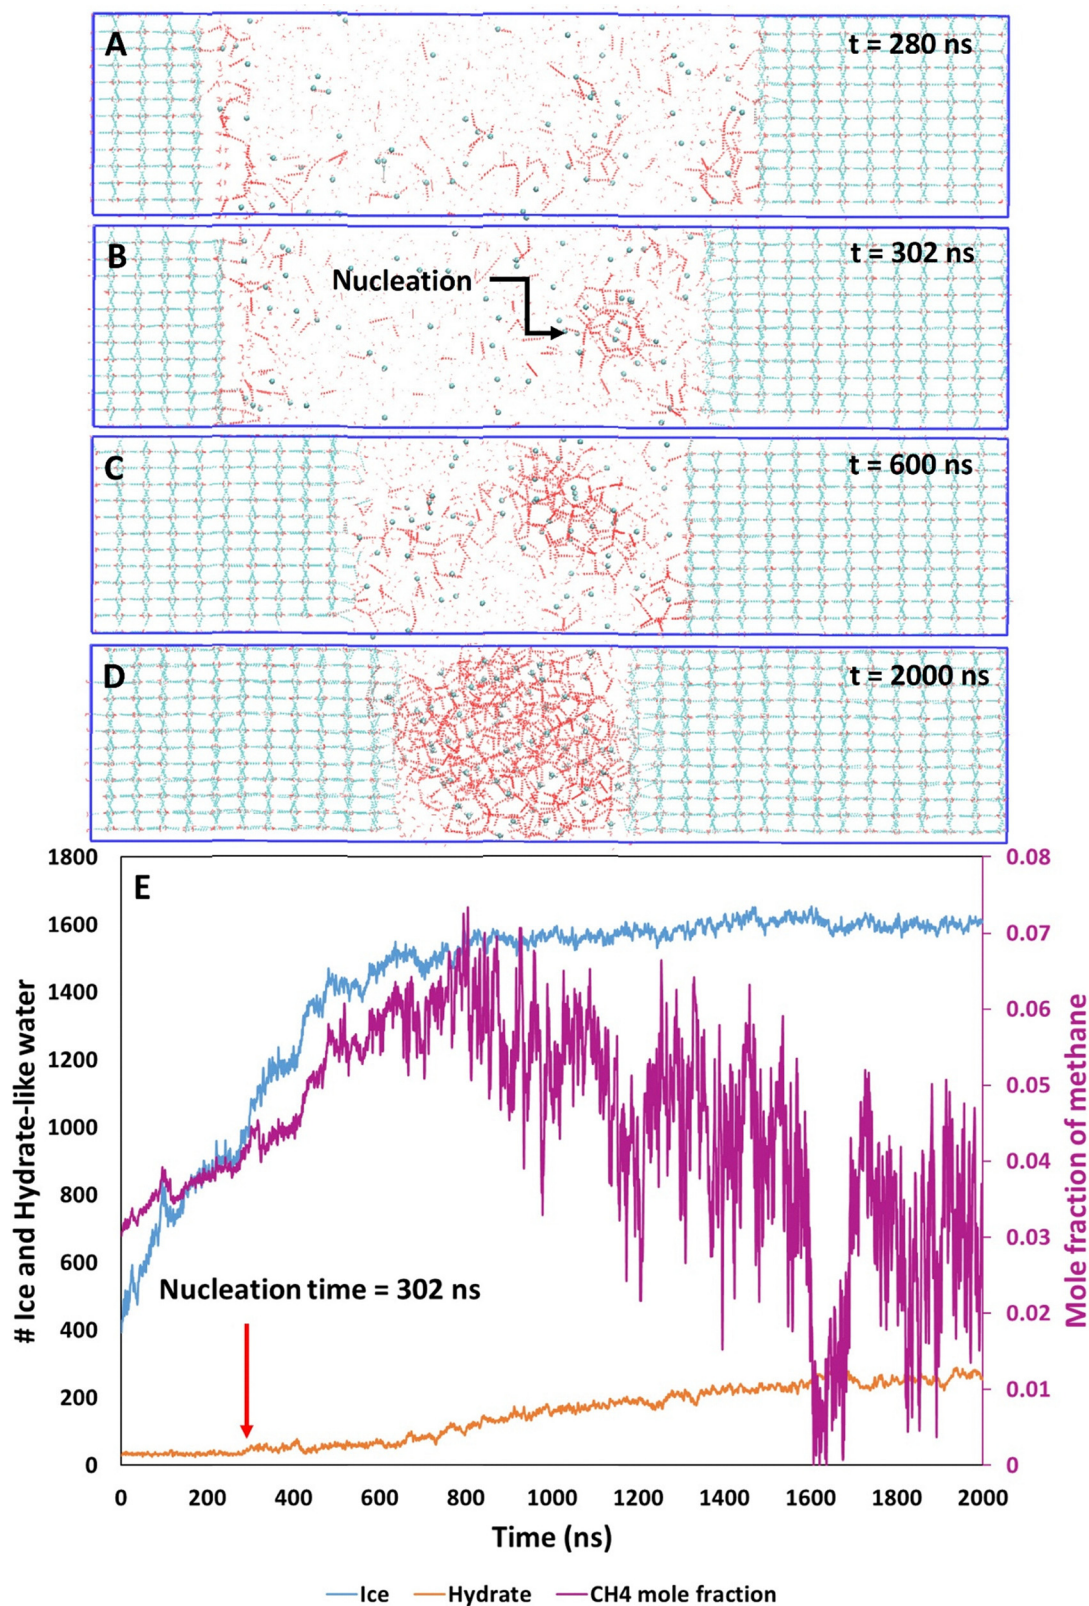 A
t = 280 ns
B
t = 302 ns
Nucleation
C
t = 600 ns
D
t = 2000 ns
E
1800
1600
1400
1200
1000
800
600
400
200
0
# Ice and Hydrate-like water
0.08
0.07
0.06
0.05
0.04
0.03
0.02
0.01
0
Mole fraction of methane
Nucleation time = 302 ns
0 200 400 600 800 1000 1200 1400 1600 1800 2000
Time (ns)
Ice Hydrate CH4 mole fraction